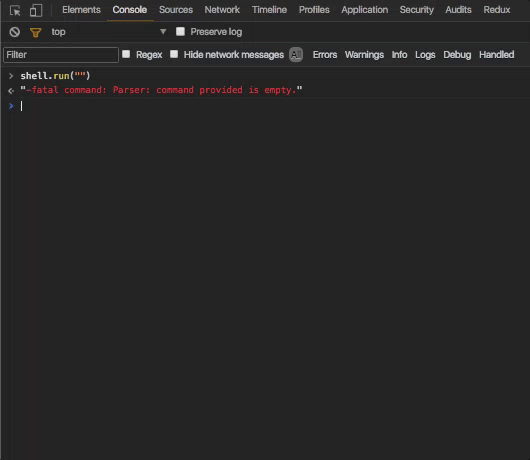 Elements Console Sources Network Timeline Profiles Application Security Audits Redux
top Preserve log
Filter Regex Hide network messages All Errors Warnings Info Logs Debug Handled
> shell.run("")
"-fatal command: Parser: command provided is empty."
>